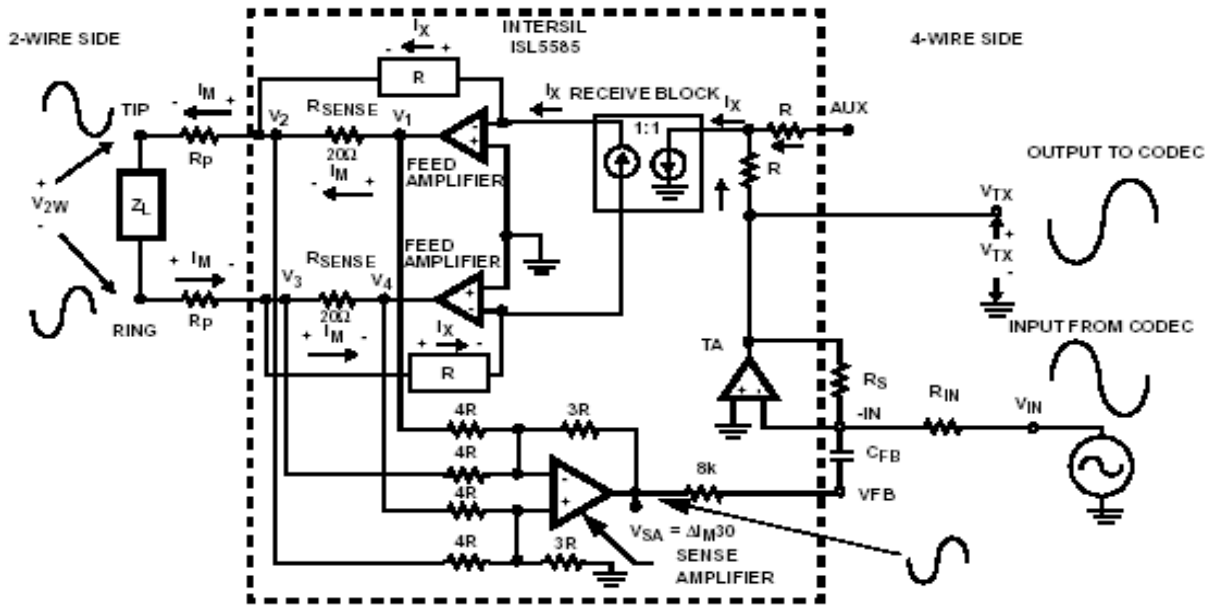 2-WIRE SIDE
INTERSIL
ISL5585
4-WIRE SIDE
IX
- +
R
IM
- +
TIP
RP
V2
RSENSE
20Ω
V1
IM
- +
FEED
AMPLIFIER
-
+
IX
RECEIVE BLOCK
1:1
IX
R
AUX
R
OUTPUT TO CODEC
VTX
+
VTX
-
+
V2W
-
ZL
FEED
AMPLIFIER
+
-
IM
+ -
RP
RING
V3
RSENSE
20Ω
V4
IM
+ -
IX
+ -
R
INPUT FROM CODEC
TA
+ -
RS
-IN
RIN
VIN
CFB
VFB
4R
3R
4R
4R
4R
3R
-
+
8k
VSA = ΔIM30
SENSE
AMPLIFIER